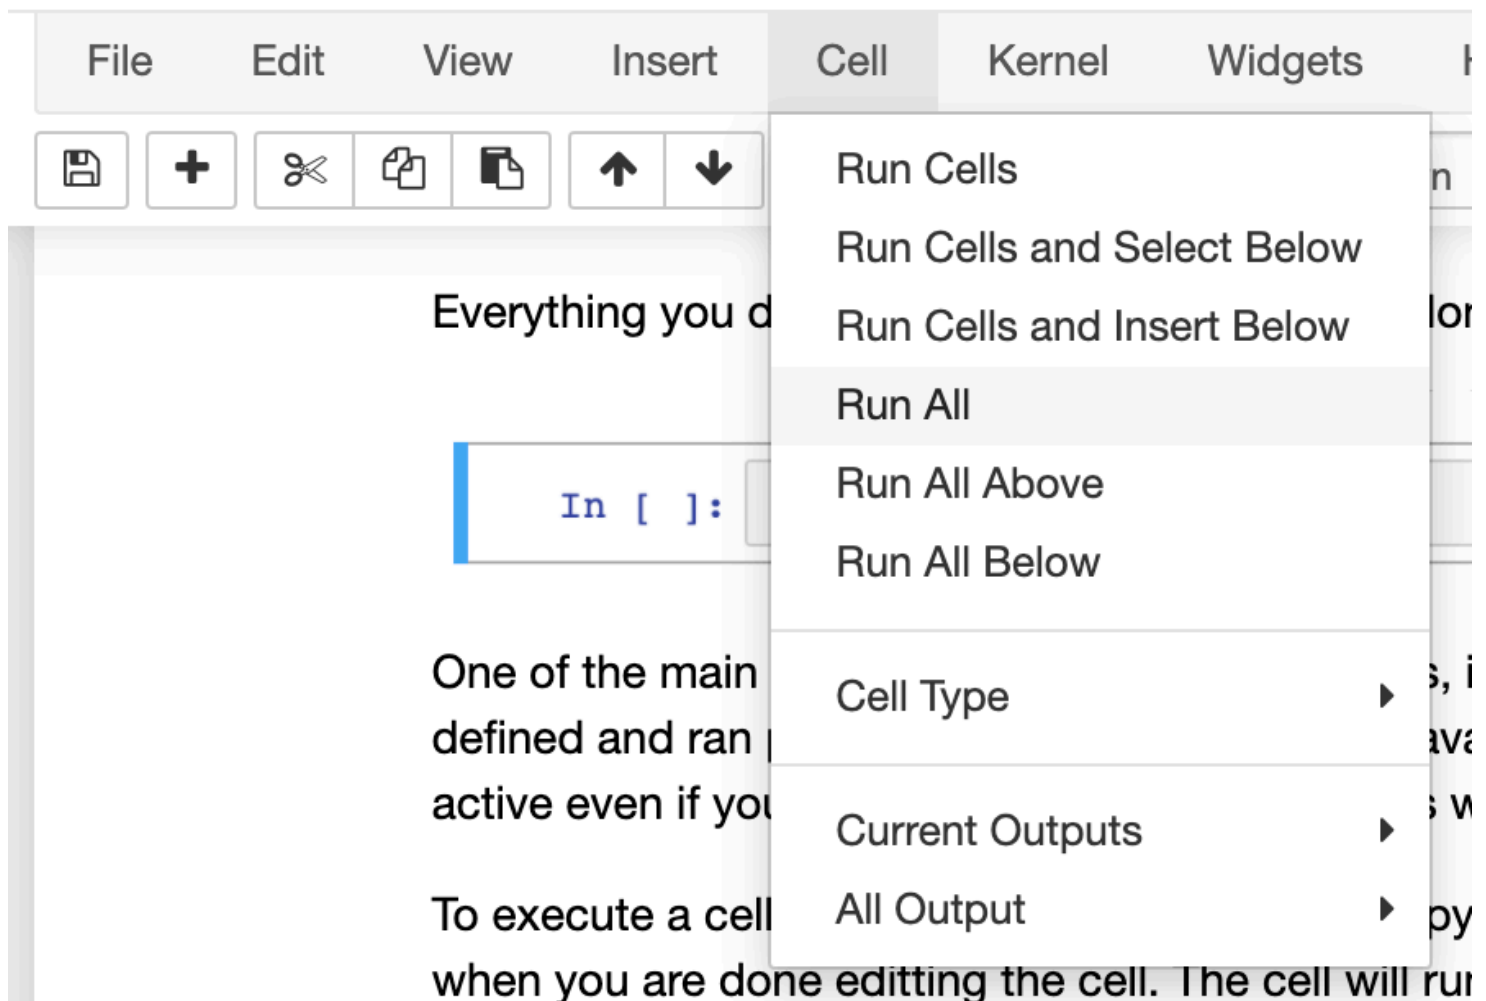 File Edit View Insert Cell Kernel Widgets
Run Cells
Run Cells and Select Below
Run Cells and Insert Below
Run All
Run All Above
Run All Below
Cell Type
Current Outputs
All Output
Everything you
In [ ]:
One of the main
defined and ran
active even if
To execute a cell
when you are done editting the cell. The cell will